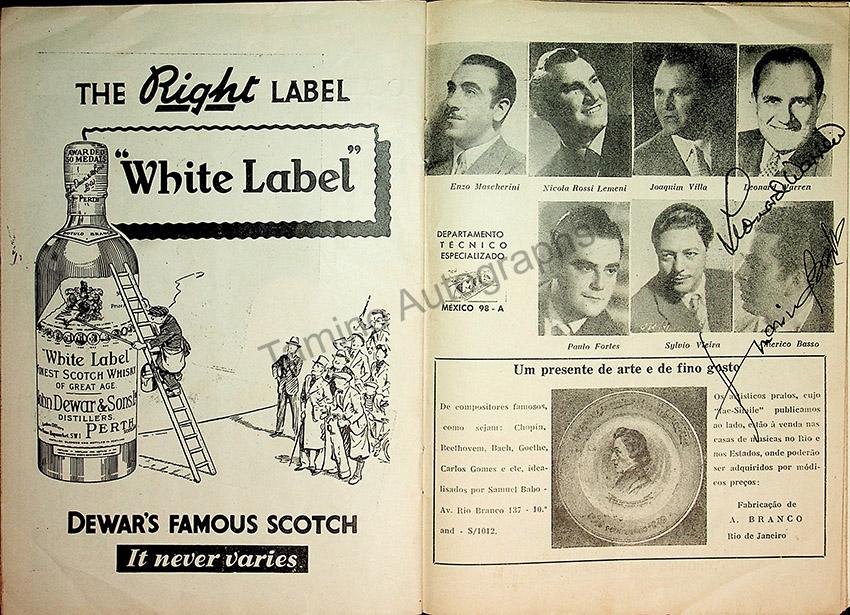 THE Right LABEL
"White Label"
AWARDED
50 MEDALS
PERTH
"White Label"
FINEST SCOTCH WHISKY
OF GREAT AGE.
John Dewar & Sons Ld
DISTILLERS.
PERTH
DEWAR'S FAMOUS SCOTCH
It never varies
Enzo Mascherini Nicola Rossi Lemeni Joaquim Villa Leonard Warren
Leonard Warren
DEPARTAMENTO
TÉCNICO
ESPECIALIZADO
MÉXICO 98 - A
Paulo Fortes Sylvio Vieira Americo Basso
Um presente de arte e de fino gosto
De compositores famosos,
como sejam: Chopin,
Beethovem, Bach, Goethe,
Carlos Gomes e etc, idea-
lisados por Samuel Babo -
Av. Rio Branco 137 - 10.º
and - S/1012.
Os artisticos pratos, cujo
"fac-Simile" publicamos
ao lado, estão à venda nas
casas de musicas no Rio e
nos Estados, onde poderão
ser adquiridos por módi-
cos preços:
Fabricação de
A. BRANCO
Rio de Janeiro
Tamino Autographs